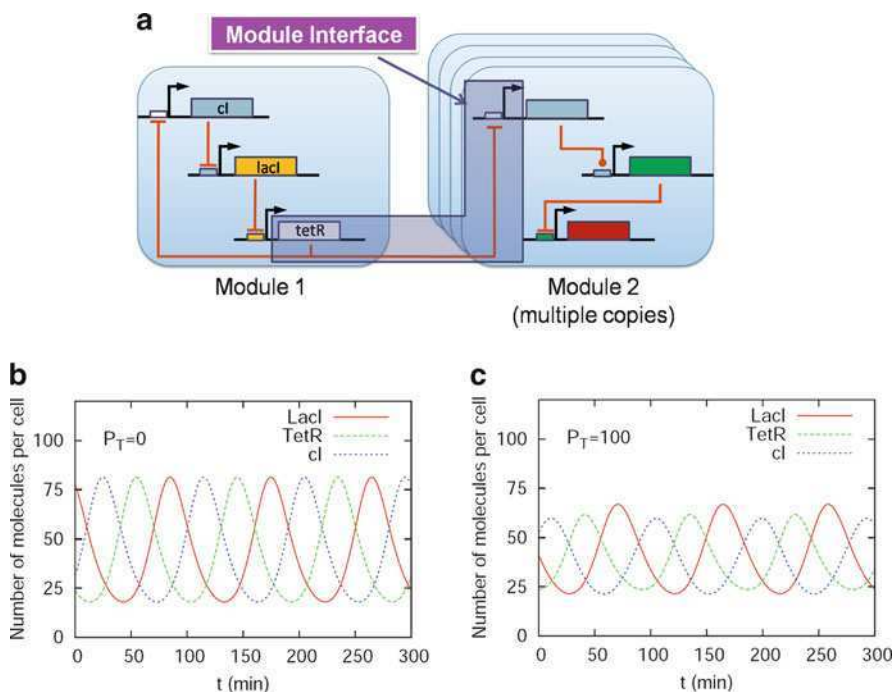 a
Module Interface
cI
lacI
tetR
Module 1
Module 2
(multiple copies)
b
Number of molecules per cell
100
75
50
25
0
P_T=0
LacI
TetR
cI
0 50 100 150 200 250 300
t (min)
c
Number of molecules per cell
100
75
50
25
0
P_T=100
LacI
TetR
cI
0 50 100 150 200 250 300
t (min)